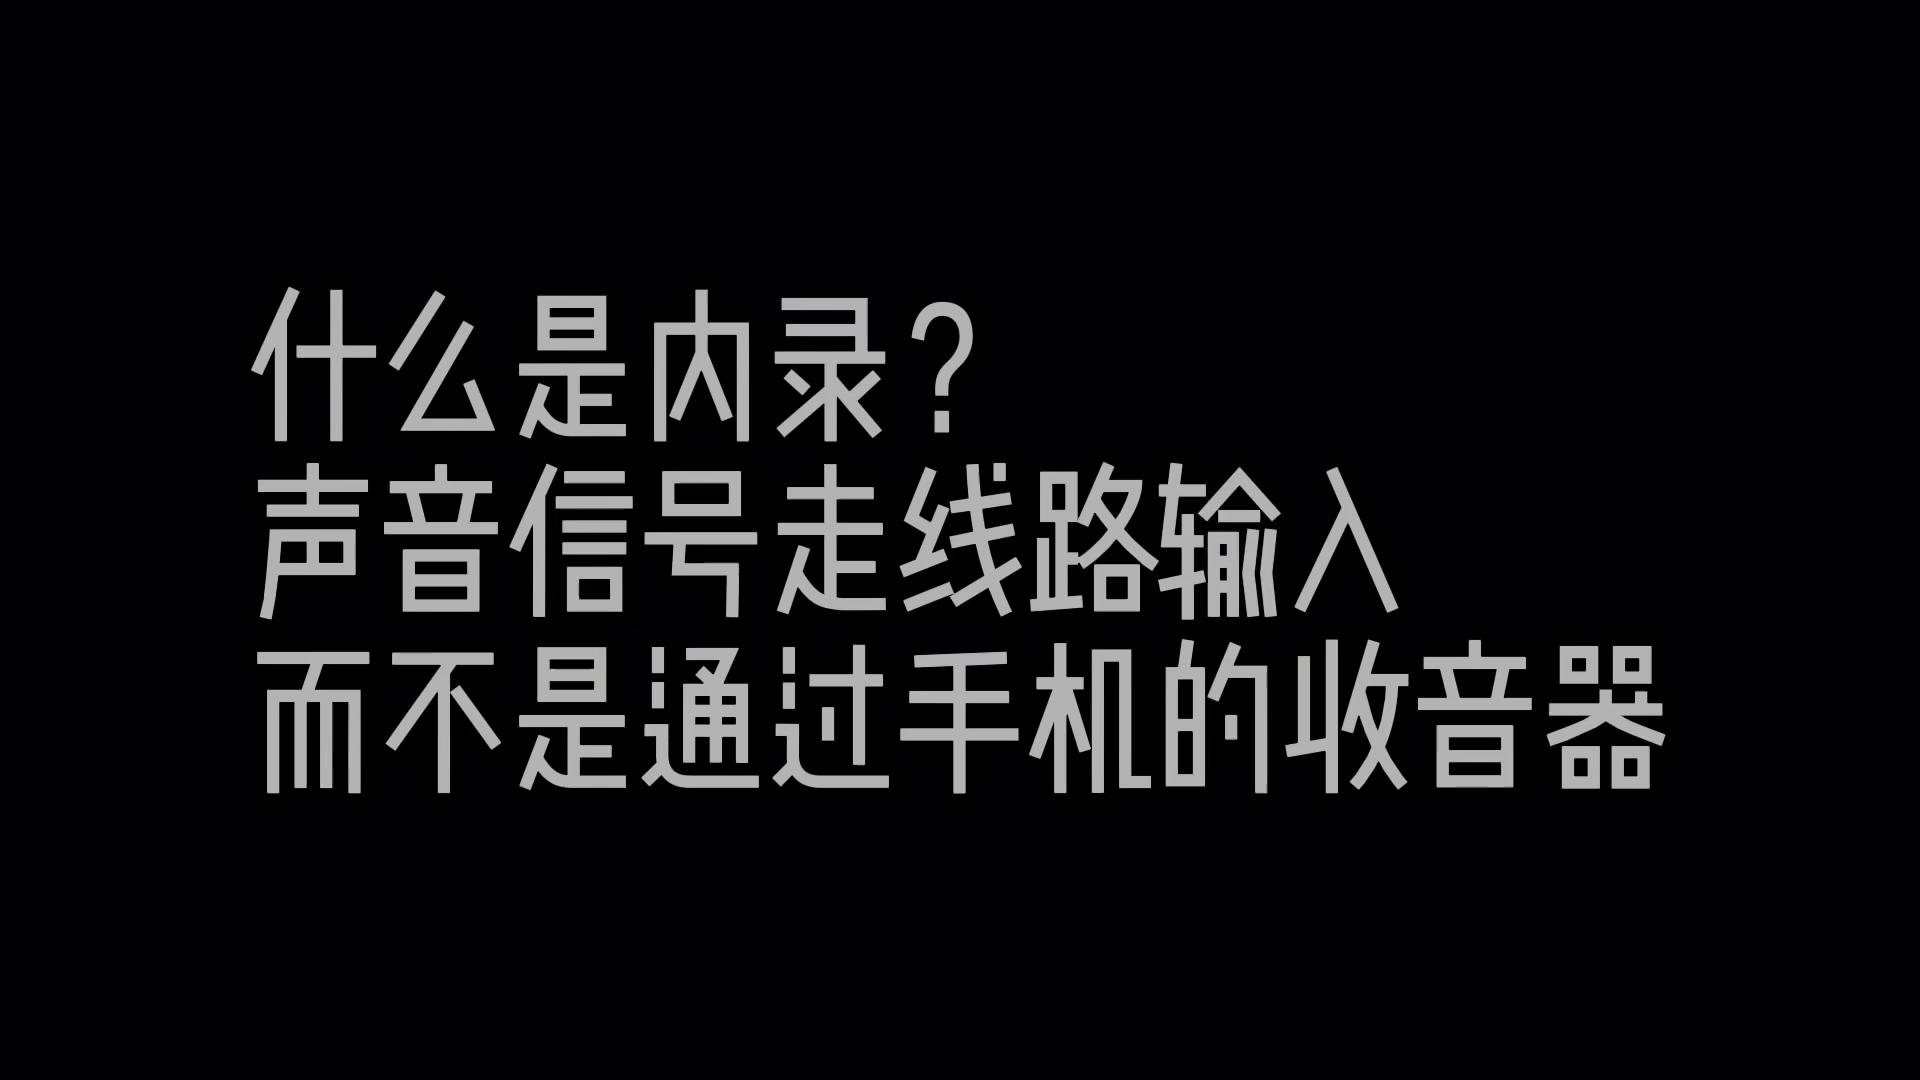 什么是内录？
声音信号走线路输入
而不是通过手机的收音器